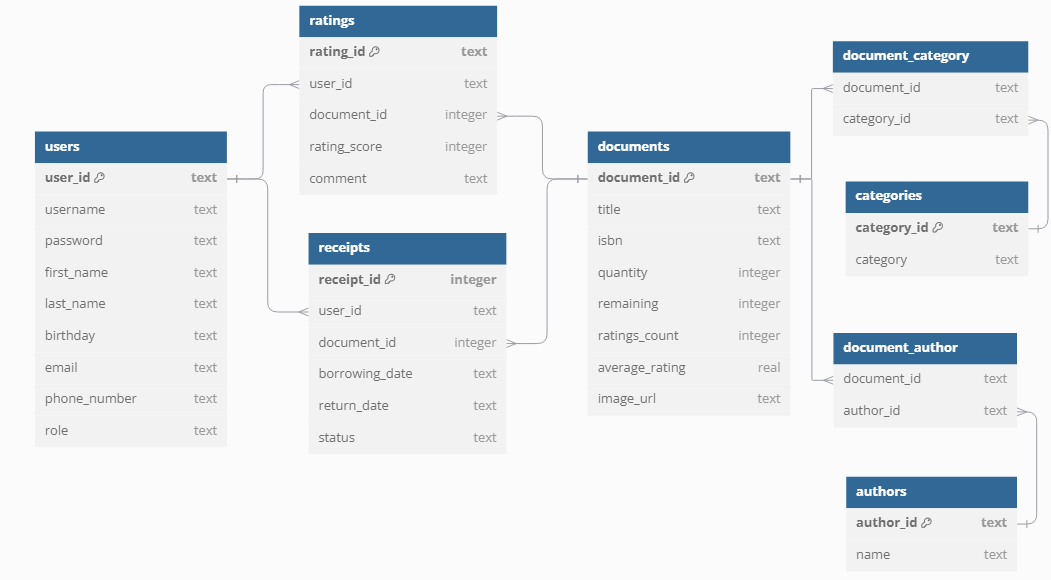 users
user_id text
username text
password text
first_name text
last_name text
birthday text
email text
phone_number text
role text
ratings
rating_id text
user_id text
document_id integer
rating_score integer
comment text
receipts
receipt_id integer
user_id text
document_id integer
borrowing_date text
return_date text
status text
documents
document_id text
title text
isbn text
quantity integer
remaining integer
ratings_count integer
average_rating real
image_url text
document_category
document_id text
category_id text
categories
category_id text
category text
document_author
document_id text
author_id text
authors
author_id text
name text